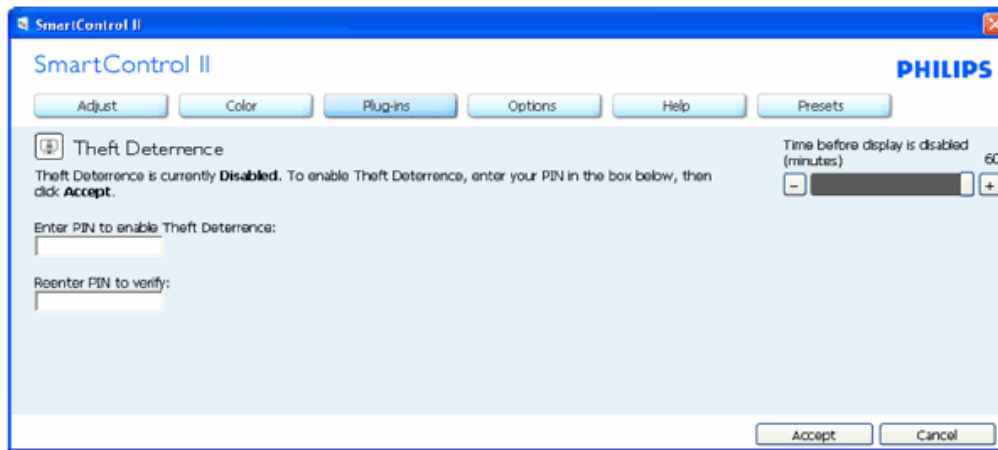 SmartControl II
SmartControl II
PHILIPS
Adjust Color Plug-ins Options Help Presets
Theft Deterrence
Theft Deterrence is currently Disabled. To enable Theft Deterrence, enter your PIN in the box below, then
click Accept.
Time before display is disabled
(minutes) 60
- +
Enter PIN to enable Theft Deterrence:
Reenter PIN to verify:
Accept Cancel